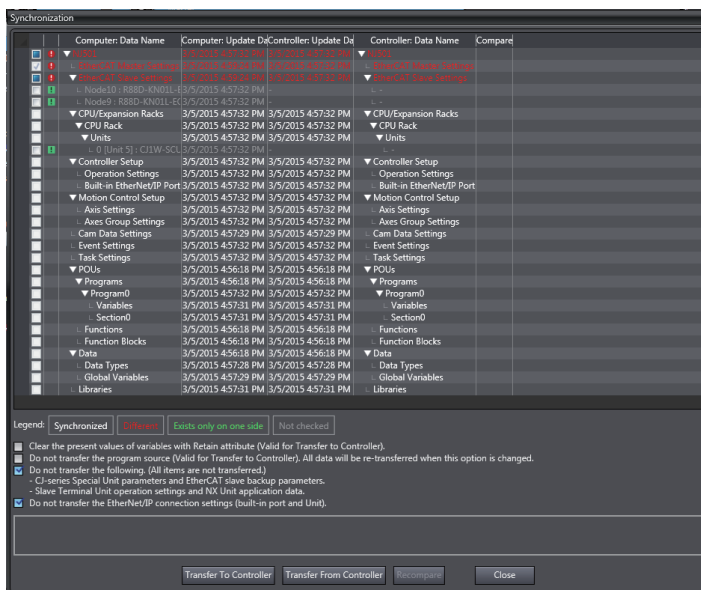 Synchronization
Computer: Data Name Computer: Update Da Controller: Update Da Controller: Data Name Compare
NJ501 3/5/2015 4:57:32 PM 3/5/2015 4:57:32 PM NJ501
EtherCAT Master Settings EtherCAT Master Settings
EtherCAT Slave Settings EtherCAT Slave Settings
Node10 : R88D-KN01L-E 3/5/2015 4:57:32 PM - -
Node9 : R88D-KN01L-EC 3/5/2015 4:57:32 PM - -
CPU/Expansion Racks 3/5/2015 4:57:32 PM 3/5/2015 4:57:32 PM CPU/Expansion Racks
CPU Rack 3/5/2015 4:57:32 PM 3/5/2015 4:57:32 PM CPU Rack
Units 3/5/2015 4:57:32 PM 3/5/2015 4:57:32 PM Units
0 [Unit 5] : CJ1W-SCU 3/5/2015 4:57:32 PM - -
Controller Setup 3/5/2015 4:57:32 PM 3/5/2015 4:57:32 PM Controller Setup
Operation Settings 3/5/2015 4:57:32 PM 3/5/2015 4:57:32 PM Operation Settings
Built-in EtherNet/IP Port 3/5/2015 4:57:32 PM 3/5/2015 4:57:32 PM Built-in EtherNet/IP Port
Motion Control Setup 3/5/2015 4:57:32 PM 3/5/2015 4:57:32 PM Motion Control Setup
Axis Settings 3/5/2015 4:57:32 PM 3/5/2015 4:57:32 PM Axis Settings
Axes Group Settings 3/5/2015 4:57:32 PM 3/5/2015 4:57:32 PM Axes Group Settings
Cam Data Settings 3/5/2015 4:57:29 PM 3/5/2015 4:57:29 PM Cam Data Settings
Event Settings 3/5/2015 4:57:32 PM 3/5/2015 4:57:32 PM Event Settings
Task Settings 3/5/2015 4:57:32 PM 3/5/2015 4:57:32 PM Task Settings
POUs 3/5/2015 4:56:18 PM 3/5/2015 4:56:18 PM POUs
Programs 3/5/2015 4:56:18 PM 3/5/2015 4:56:18 PM Programs
Program0 3/5/2015 4:57:32 PM 3/5/2015 4:57:32 PM Program0
Variables 3/5/2015 4:57:31 PM 3/5/2015 4:57:31 PM Variables
Section0 3/5/2015 4:57:31 PM 3/5/2015 4:57:31 PM Section0
Functions 3/5/2015 4:56:18 PM 3/5/2015 4:56:18 PM Functions
Function Blocks 3/5/2015 4:56:18 PM 3/5/2015 4:56:18 PM Function Blocks
Data 3/5/2015 4:56:18 PM 3/5/2015 4:56:18 PM Data
Data Types 3/5/2015 4:57:28 PM 3/5/2015 4:57:28 PM Data Types
Global Variables 3/5/2015 4:57:29 PM 3/5/2015 4:57:29 PM Global Variables
Libraries 3/5/2015 4:57:31 PM 3/5/2015 4:57:31 PM Libraries
Legend: Synchronized Different Exists only on one side Not checked
Clear the present values of variables with Retain attribute (Valid for Transfer to Controller).
Do not transfer the program source (Valid for Transfer to Controller). All data will be re-transferred when this option is changed.
Do not transfer the following. (All items are not transferred.)
- CJ-series Special Unit parameters and EtherCAT slave backup parameters.
- Slave Terminal Unit operation settings and NX Unit application data.
Do not transfer the EtherNet/IP connection settings (built-in port and Unit).
Transfer To Controller Transfer From Controller Recompare Close